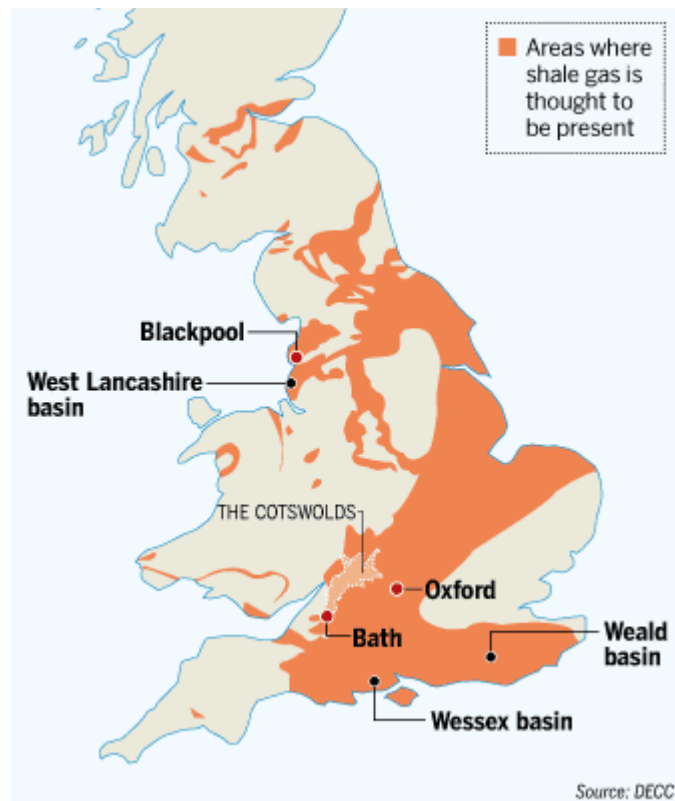 Areas where
shale gas is
thought to
be present
Blackpool
West Lancashire
basin
THE COTSWOLDS
Oxford
Bath
Weald
basin
Wessex basin
Source: DECC